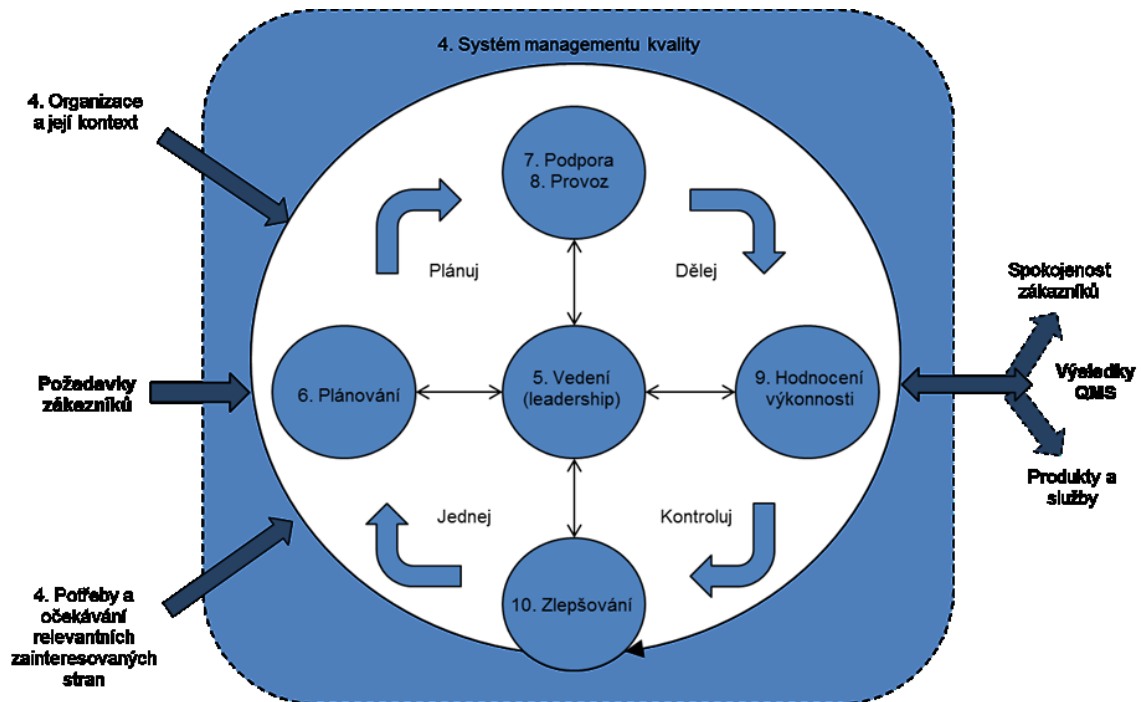 4. Systém managementu kvality
4. Organizace
a její kontext
7. Podpora
8. Provoz
Plánuj
Dělej
Spokojenost
zákazníků
Požadavky
zákazníků
6. Plánování
5. Vedení
(leadership)
9. Hodnocení
výkonnosti
Výsledky
QMS
Produkty a
služby
Jednej
Kontroluj
10. Zlepšování
4. Potřeby a
očekávání
relevantních
zainteresovaných
stran